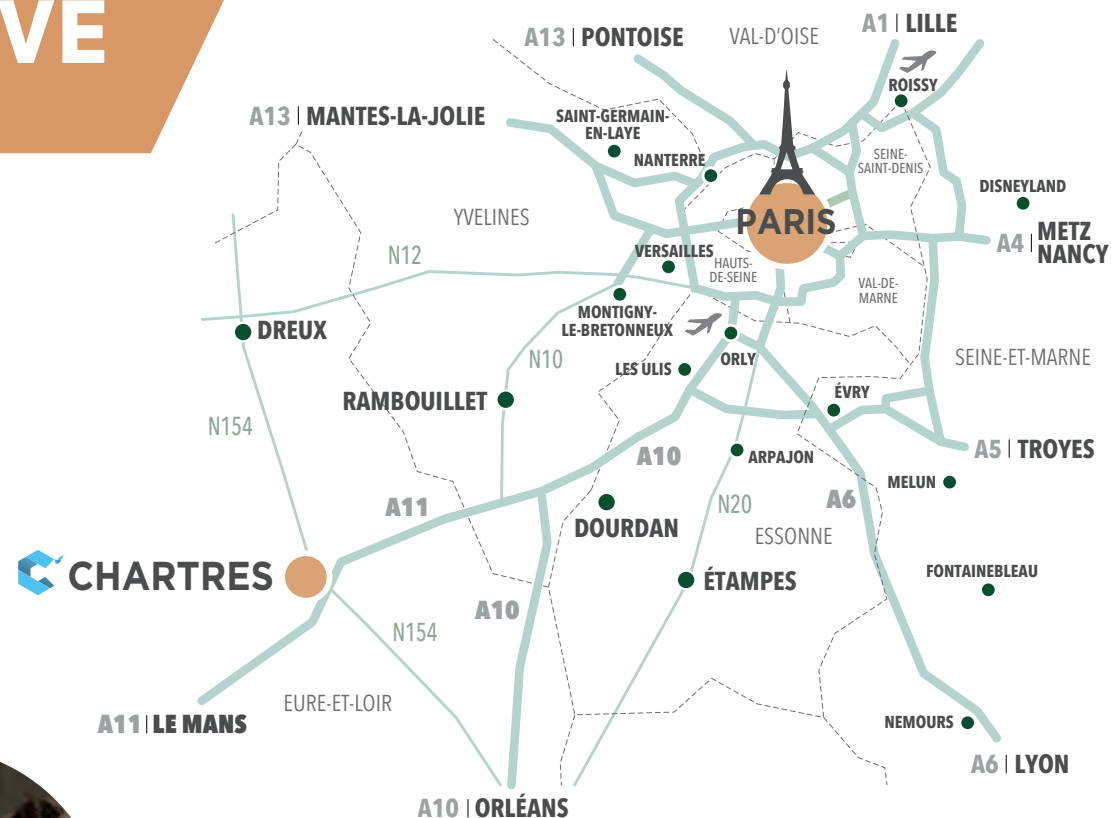 VE
A13 | PONTOISE
VAL-D'OISE
A1 | LILLE
ROISSY
A13 | MANTES-LA-JOLIE
SAINT-GERMAIN-
EN-LAYE
NANTERRE
SEINE-
SAINT-DENIS
DISNEYLAND
YVELINES
PARIS
A4 | METZ
NANCY
N12
VERSAILLES
HAUTS-
DE-SEINE
VAL-DE-
MARNE
MONTIGNY-
LE-BRETONNEUX
DREUX
ORLY
SEINE-ET-MARNE
N10
LES ULIS
RAMBOUILLET
ÉVRY
N154
A10
ARPAJON
A5 | TROYES
MELUN
A11
A6
N20
DOURDAN
ESSONNE
CHARTRES
ÉTAMPES
FONTAINEBLEAU
A10
N154
EURE-ET-LOIR
A11 | LE MANS
NEMOURS
A6 | LYON
A10 | ORLÉANS